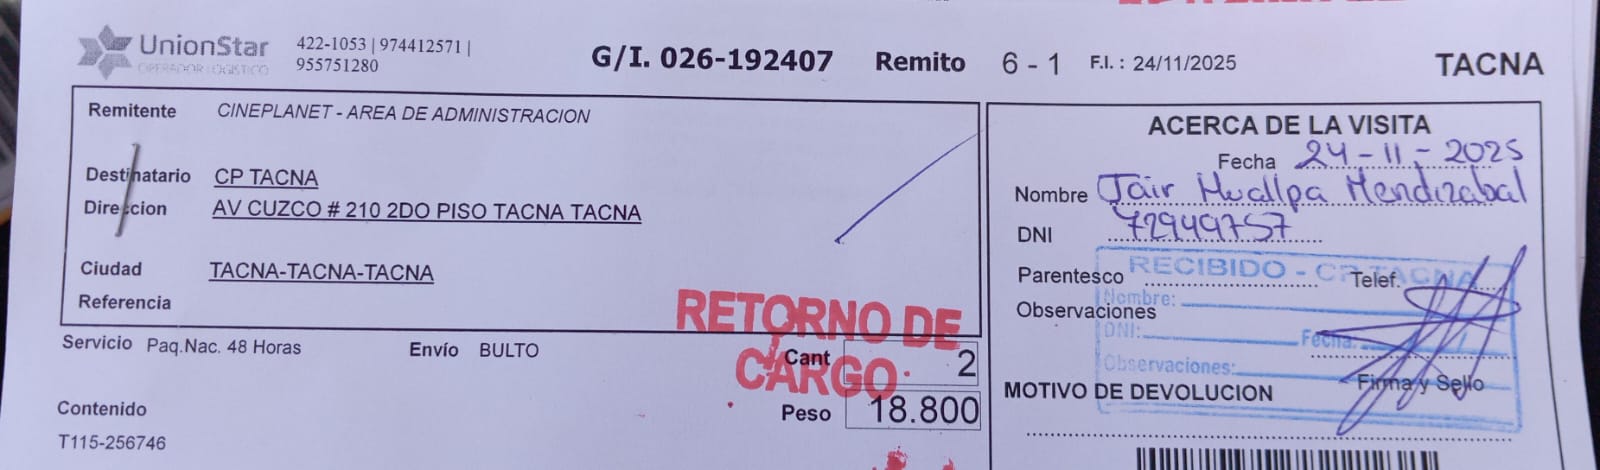 UnionStar
OPERADOR LOGISTICO
422-1053 | 974412571 |
955751280
G/I. 026-192407 Remito 6 - 1 F.I. : 24/11/2025 TACNA
Remitente CINEPLANET - AREA DE ADMINISTRACION
Destinatario CP TACNA
Direccion AV CUZCO # 210 2DO PISO TACNA TACNA
Ciudad TACNA-TACNA-TACNA
Referencia
Servicio Paq.Nac. 48 Horas Envío BULTO
RETORNO DE
CARGO
Cant 2
Peso 18.800
Contenido
T115-256746
ACERCA DE LA VISITA
Fecha 24-11-2025
Nombre Jair Huallpa Mendizabal
DNI 72949757
Parentesco Telef.
Observaciones
RECIBIDO - CP TACNA
Nombre:
DNI: Fecha:
Observaciones:
Firma y Sello
MOTIVO DE DEVOLUCION